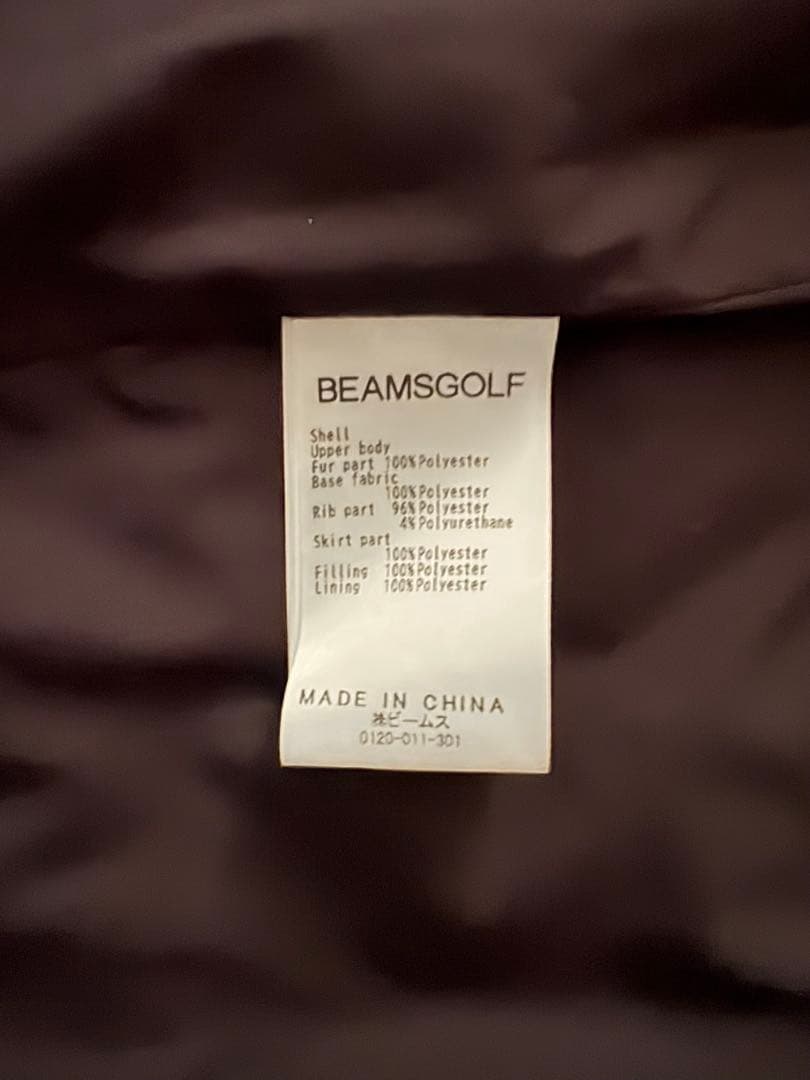 BEAMSGOLF
Shell
Upper body
Fur part 100%Polyester
Base fabric
100%Polyester
Rib part 96%Polyester
4%Polyurethane
Skirt part
100%Polyester
Filling 100%Polyester
Lining 100%Polyester
MADE IN CHINA
㈱ビームス
0120-011-301